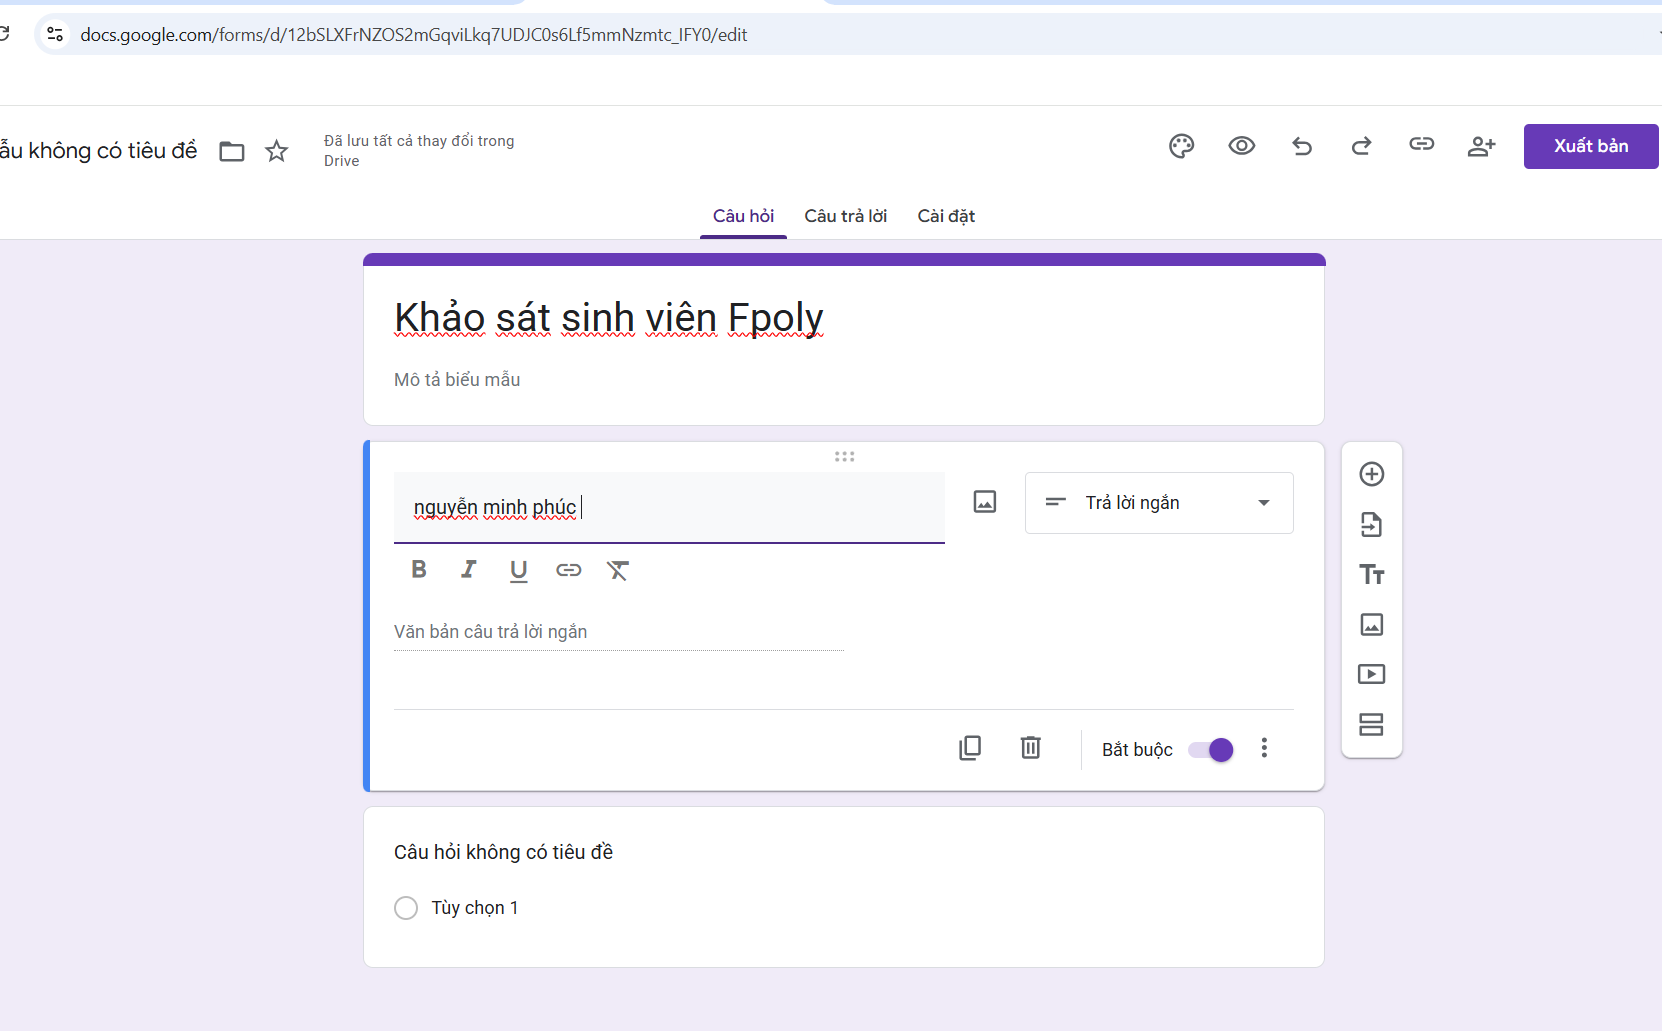 docs.google.com/forms/d/12bSLXFrNZOS2mGqviLkq7UDJC0s6Lf5mmNzmtc_IFY0/edit
ẫu không có tiêu đề
Đã lưu tất cả thay đổi trong
Drive
Xuất bản
Câu hỏi Câu trả lời Cài đặt
Khảo sát sinh viên Fpoly
Mô tả biểu mẫu
nguyễn minh phúc
Trả lời ngắn
B I U
Văn bản câu trả lời ngắn
Tт
Bắt buộc
Câu hỏi không có tiêu đề
Tùy chọn 1